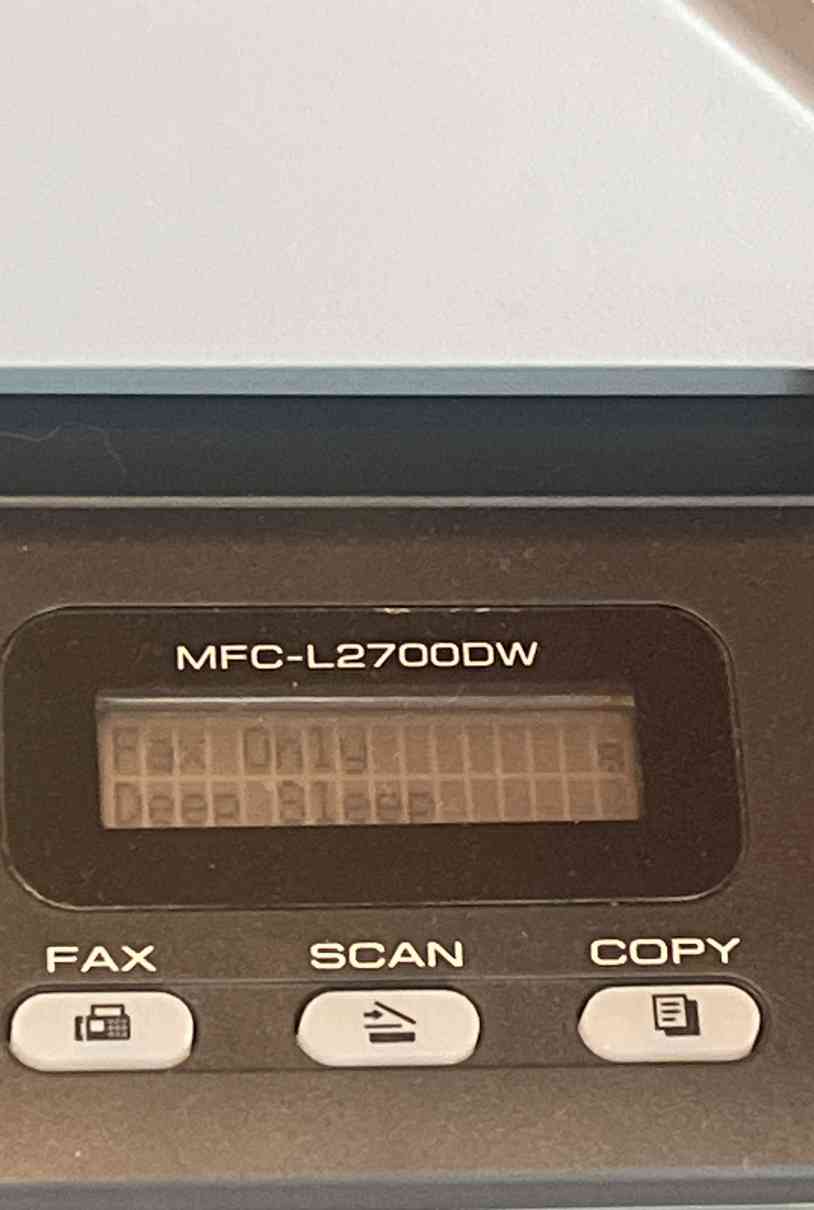 MFC-L2700DW
Fax Only
Deep Sleep
FAX SCAN COPY